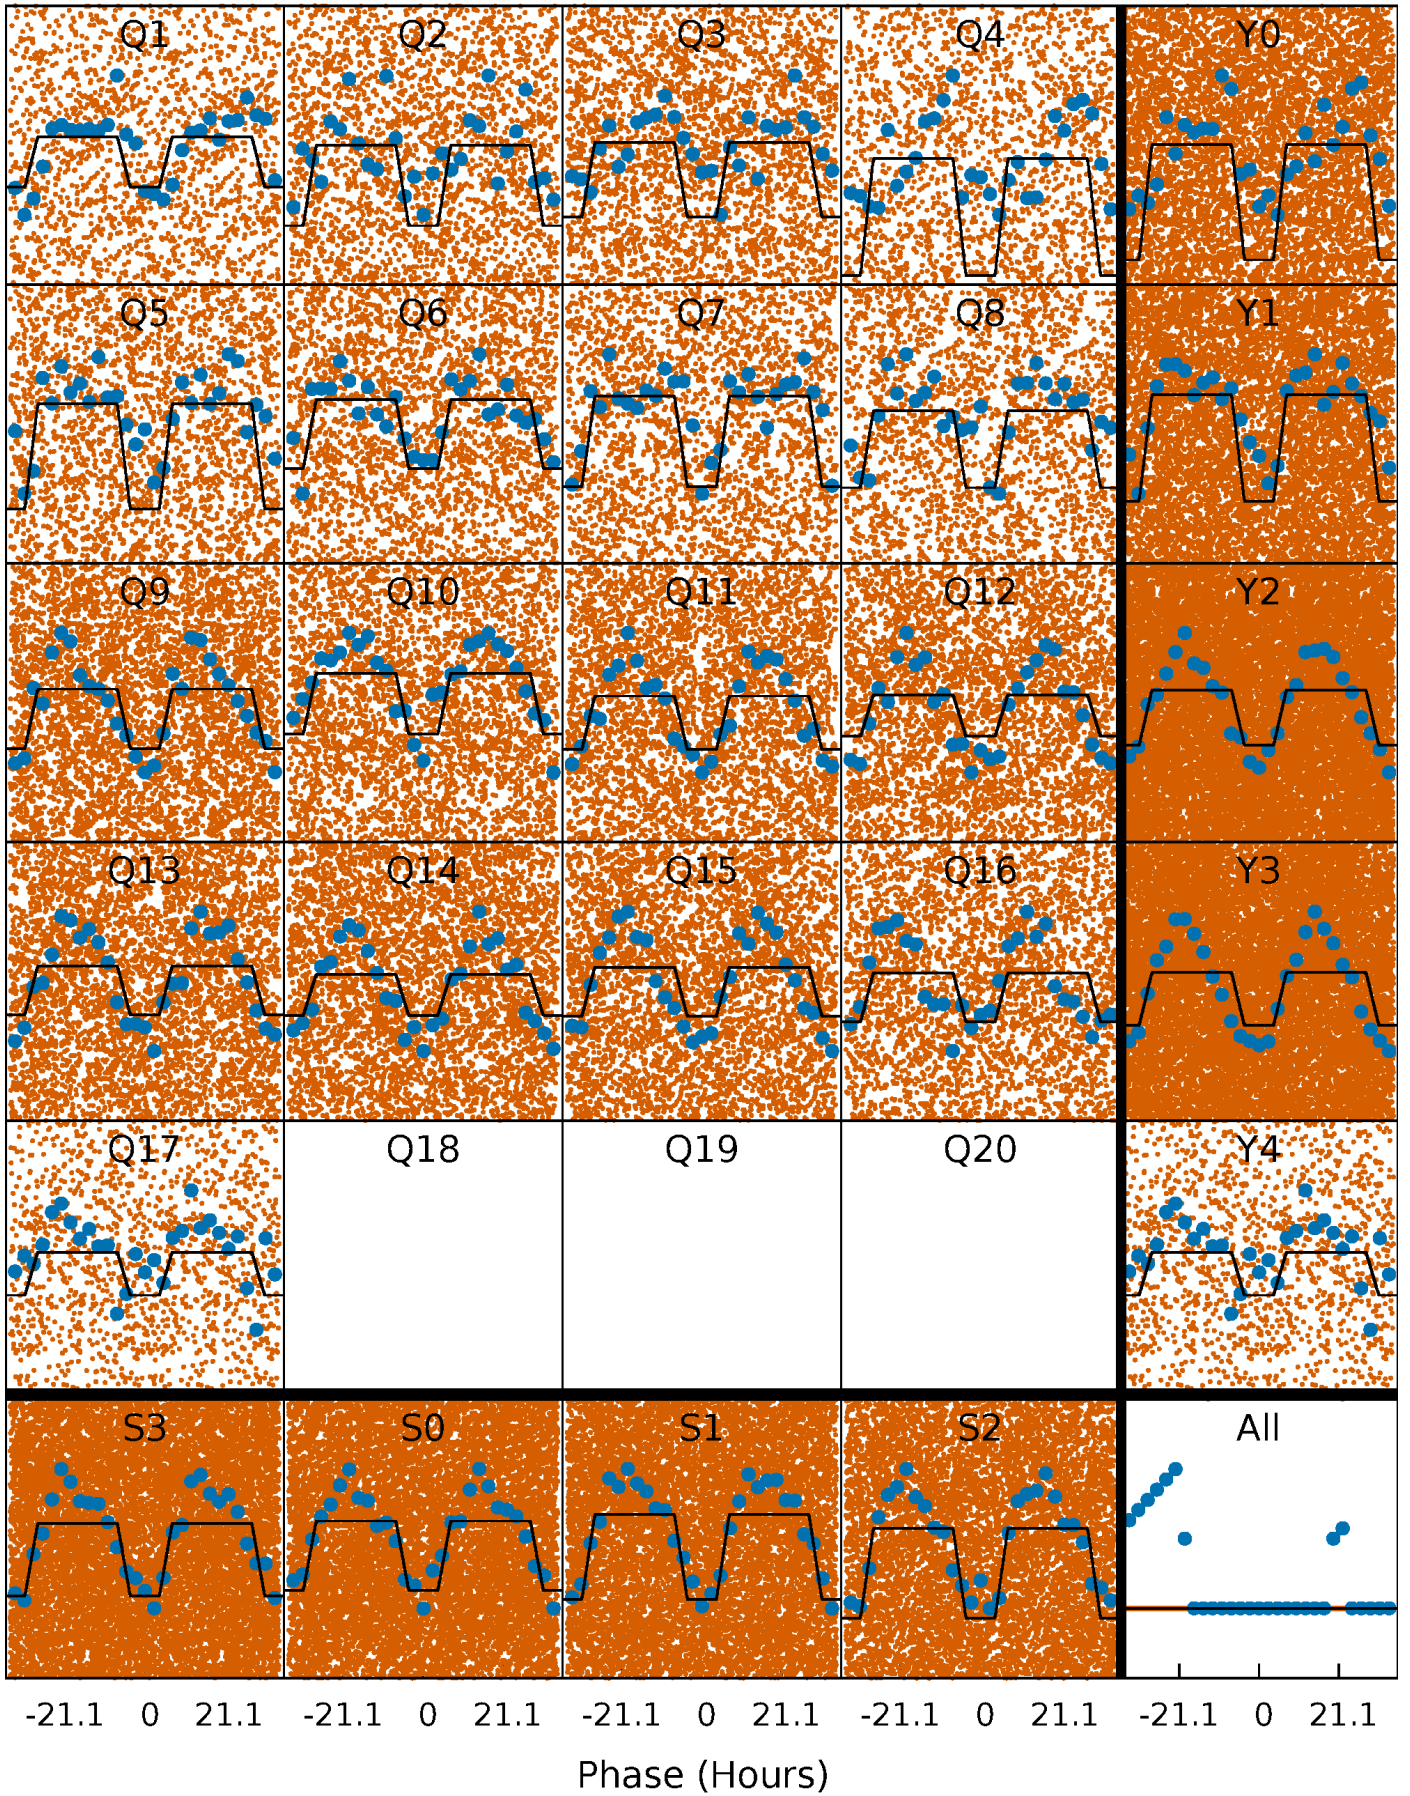 Q1 Q2 Q3 Q4 Y0
Q5 Q6 Q7 Q8 Y1
Q9 Q10 Q11 Q12 Y2
Q13 Q14 Q15 Q16 Y3
Q17 Q18 Q19 Q20 Y4
S3 S0 S1 S2 All
-21.1 0 21.1 -21.1 0 21.1 -21.1 0 21.1 -21.1 0 21.1 -21.1 0 21.1
Phase (Hours)